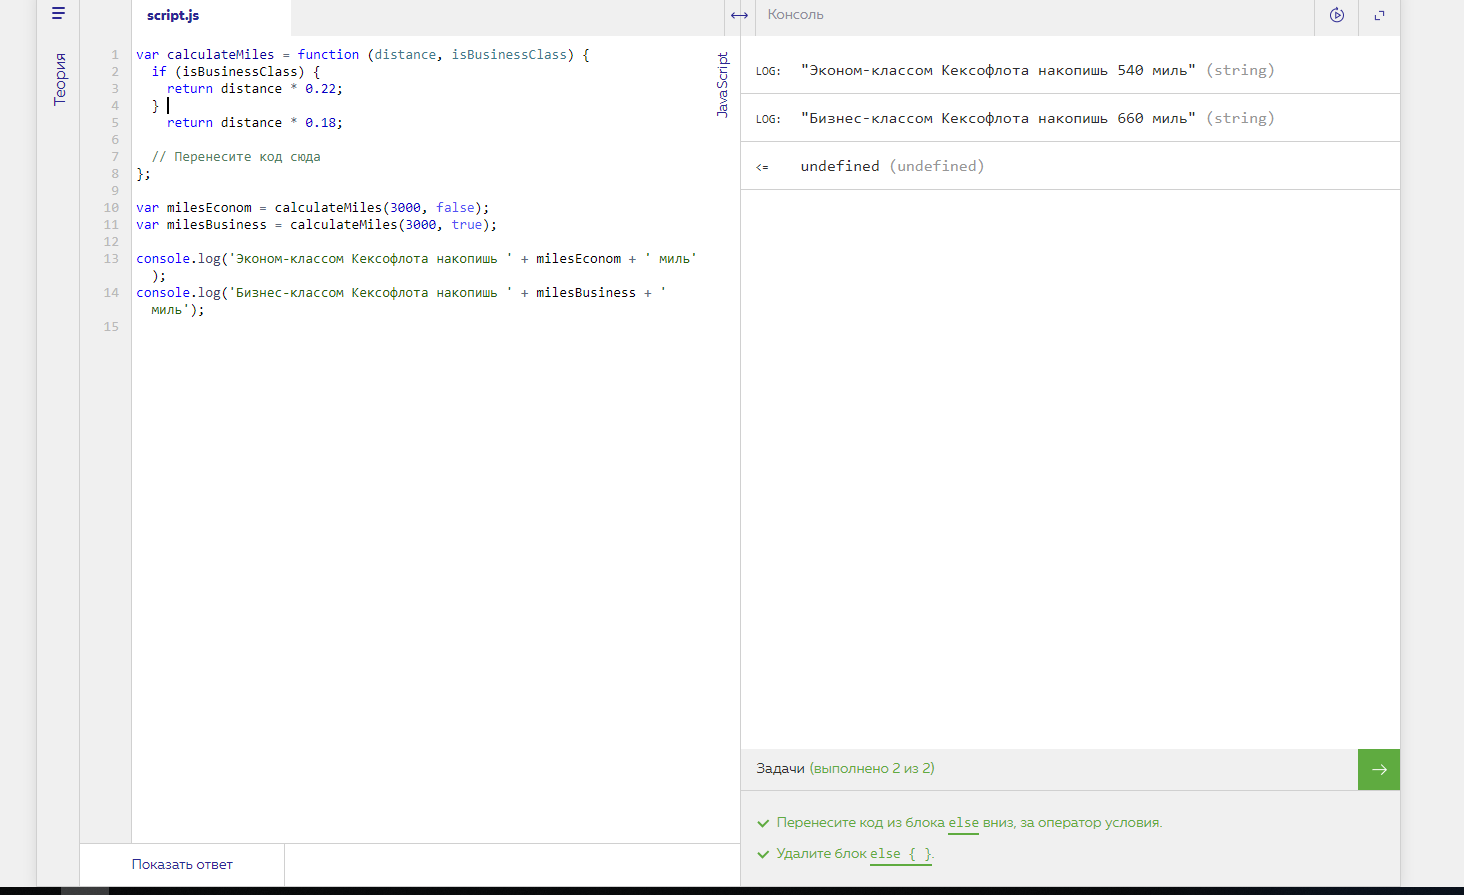 script.js
Теория
1 var calculateMiles = function (distance, isBusinessClass) {
2 if (isBusinessClass) {
3 return distance * 0.22;
4 }
5 return distance * 0.18;
6
7 // Перенесите код сюда
8 };
9
10 var milesEconom = calculateMiles(3000, false);
11 var milesBusiness = calculateMiles(3000, true);
12
13 console.log('Эконом-классом Кексофлота накопишь ' + milesEconom + ' миль'
);
14 console.log('Бизнес-классом Кексофлота накопишь ' + milesBusiness + '
миль');
15
JavaScript
Показать ответ
Консоль
LOG: "Эконом-классом Кексофлота накопишь 540 миль" (string)
LOG: "Бизнес-классом Кексофлота накопишь 660 миль" (string)
<= undefined (undefined)
Задачи (выполнено 2 из 2)
Перенесите код из блока else вниз, за оператор условия.
Удалите блок else { }.